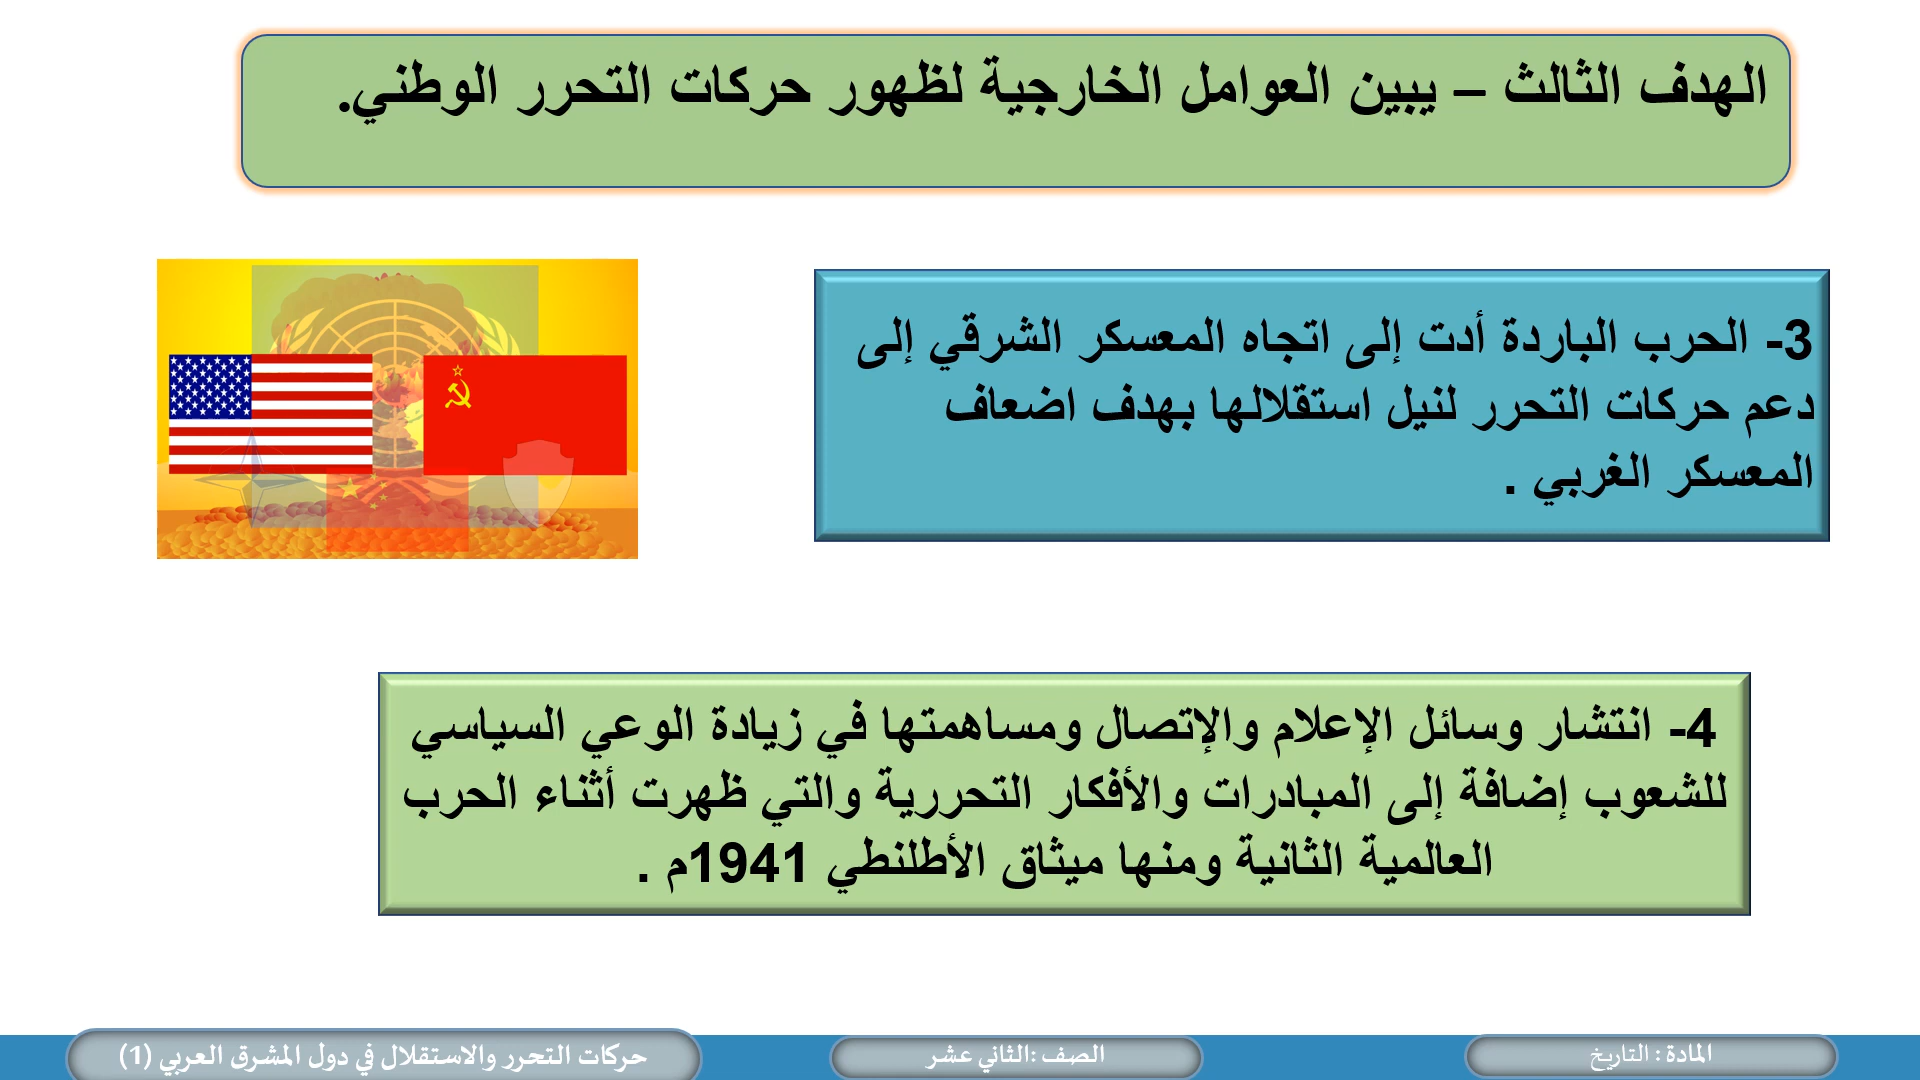 الهدف الثالث – يبين العوامل الخارجية لظهور حركات التحرر الوطني.
3- الحرب الباردة أدت إلى اتجاه المعسكر الشرقي إلى
دعم حركات التحرر لنيل استقلالها بهدف اضعاف
المعسكر الغربي .
4- انتشار وسائل الإعلام والإتصال ومساهمتها في زيادة الوعي السياسي
للشعوب إضافة إلى المبادرات والأفكار التحررية والتي ظهرت أثناء الحرب
العالمية الثانية ومنها ميثاق الأطلنطي 1941م .
المادة : التاريخ
الصف :الثاني عشر
حركات التحرر والاستقلال في دول المشرق العربي (1)